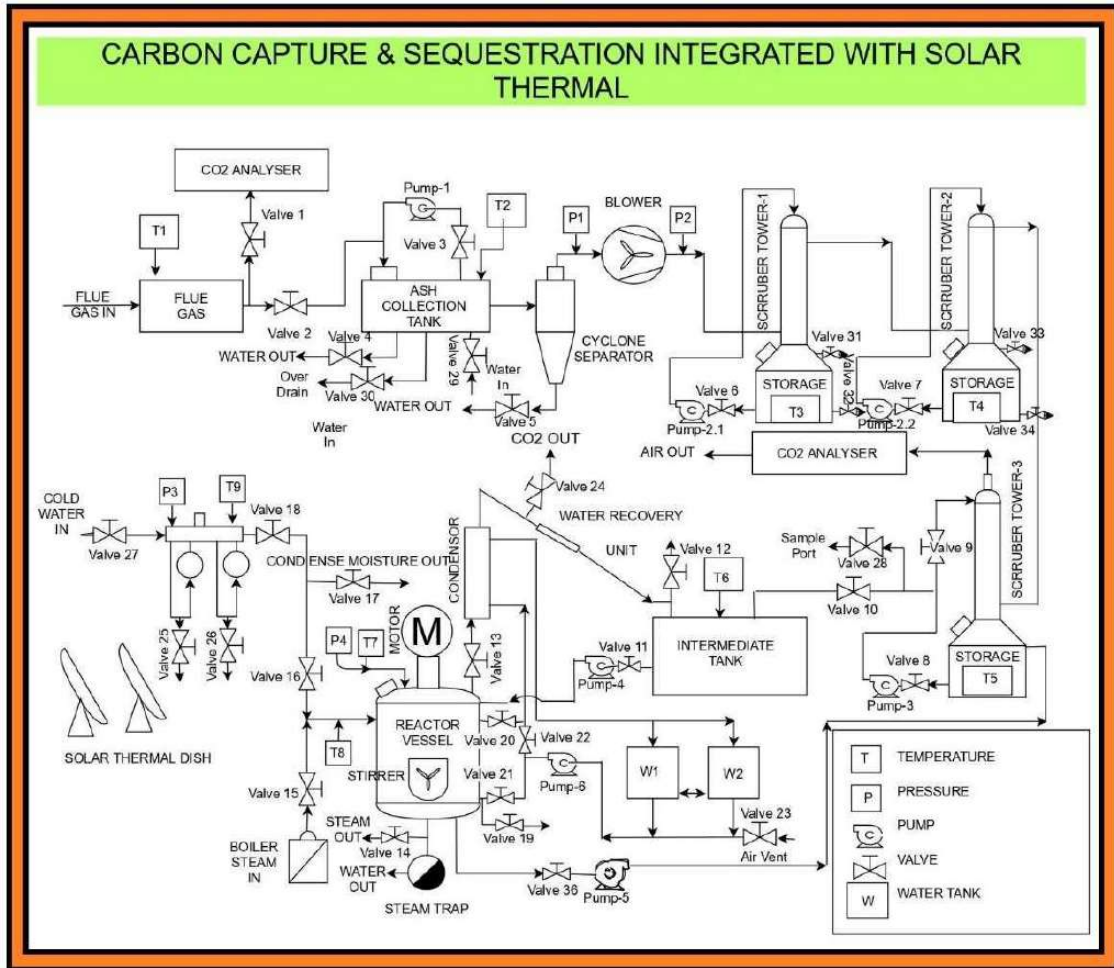 CARBON CAPTURE & SEQUESTRATION INTEGRATED WITH SOLAR
THERMAL
CO2 ANALYSER
Valve 1
T1
FLUE
GAS IN
FLUE
GAS
Valve 2
Pump-1
C
Valve 3
T2
ASH
COLLECTION
TANK
Valve 4
WATER OUT
Over
Drain
Valve 30
Valve 29
Water
In
WATER OUT
Valve 5
Water
In
P1
BLOWER
P2
CYCLONE
SEPARATOR
SCRRUBER TOWER-1
SCRRUBER TOWER-2
Valve 31
Valve 33
STORAGE
T3
Valve 6
C
Pump-2.1
Valve 32
STORAGE
T4
Valve 7
C
Pump-2.2
Valve 34
CO2 ANALYSER
AIR OUT
CO2 OUT
Valve 24
WATER RECOVERY
UNIT
COLD
WATER
IN
Valve 27
P3
T9
Valve 18
CONDENSE MOISTURE OUT
Valve 17
Valve 25
Valve 26
SOLAR THERMAL DISH
Valve 16
CONDENSOR
MOTOR
M
P4
T7
Valve 13
Valve 12
T6
Sample
Port
Valve 28
Valve 9
Valve 10
SCRRUBER TOWER-3
INTERMEDIATE
TANK
Valve 11
C
Pump-4
STORAGE
T5
Valve 8
C
Pump-3
REACTOR
VESSEL
STIRRER
T8
Valve 20
Valve 22
Valve 21
C
Pump-6
Valve 19
W1
W2
Valve 23
Air Vent
Valve 15
BOILER
STEAM
IN
STEAM
OUT
Valve 14
WATER
OUT
STEAM TRAP
Valve 36
Pump-5
T
TEMPERATURE
P
PRESSURE
C
PUMP
VALVE
W
WATER TANK